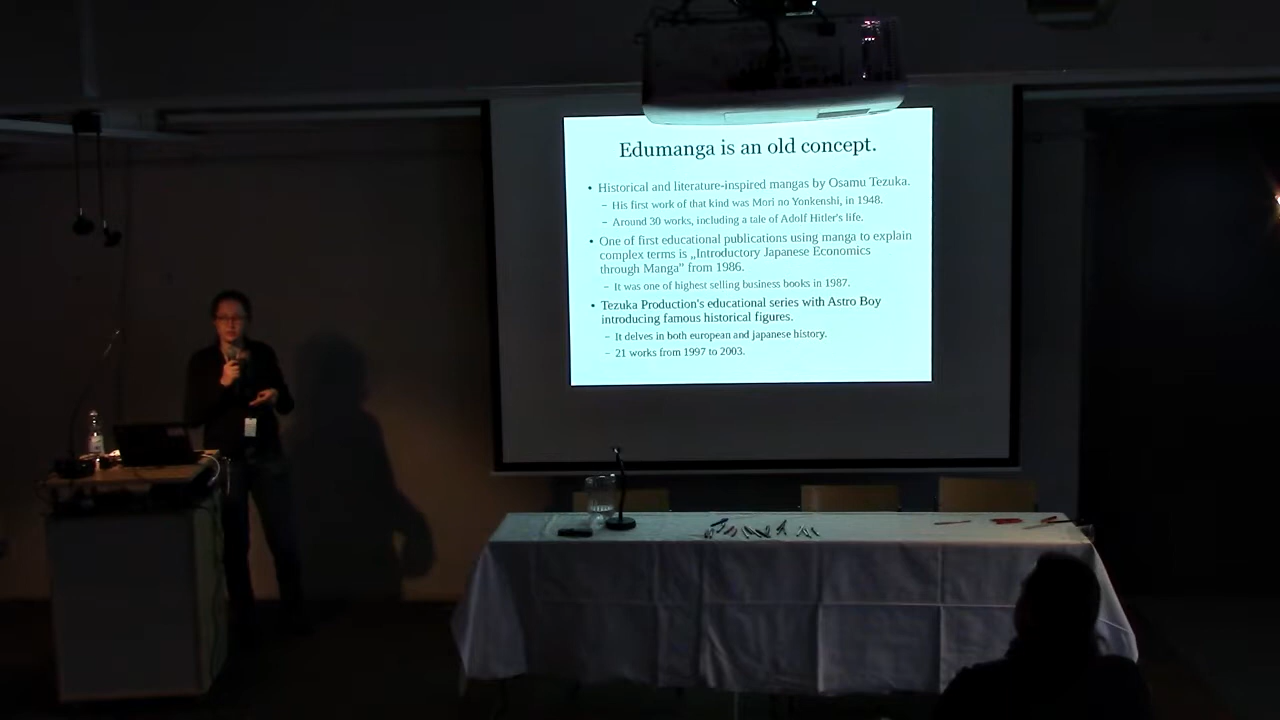 Edumanga is an old concept.
• Historical and literature-inspired mangas by Osamu Tezuka.
– His first work of that kind was Mori no Yonkenshi, in 1948.
– Around 30 works, including a tale of Adolf Hitler's life.
• One of first educational publications using manga to explain
complex terms is „Introductory Japanese Economics
through Manga” from 1986.
– It was one of highest selling business books in 1987.
• Tezuka Production's educational series with Astro Boy
introducing famous historical figures.
– It delves in both european and japanese history.
– 21 works from 1997 to 2003.